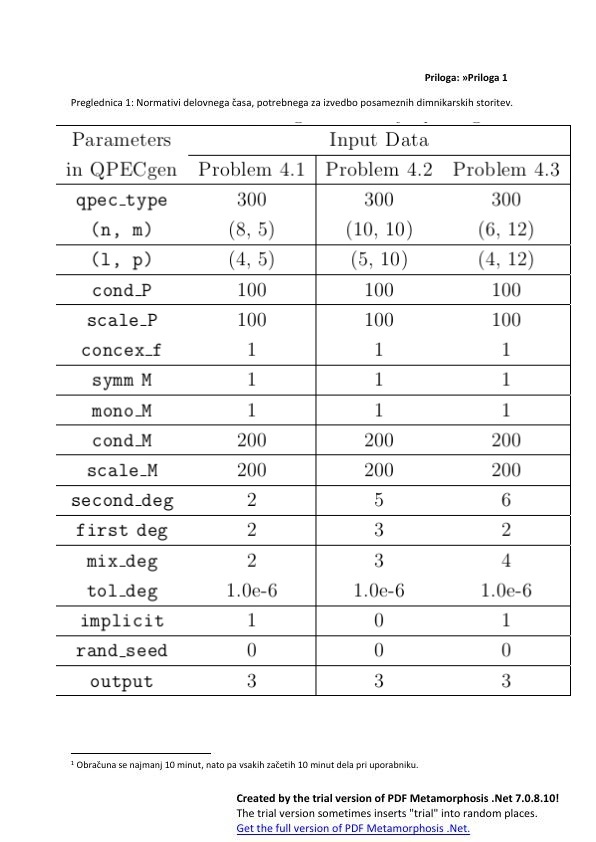 Priloga: »Priloga 1
Preglednica 1: Normativi delovnega časa, potrebnega za izvedbo posameznih dimnikarskih storitev.
Parameters Input Data
in QPECgen Problem 4.1 Problem 4.2 Problem 4.3
qpec_type 300 300 300
(n, m) (8, 5) (10, 10) (6, 12)
(l, p) (4, 5) (5, 10) (4, 12)
cond_P 100 100 100
scale_P 100 100 100
concex_f 1 1 1
symm M 1 1 1
mono_M 1 1 1
cond_M 200 200 200
scale_M 200 200 200
second_deg 2 5 6
first deg 2 3 2
mix_deg 2 3 4
tol_deg 1.0e-6 1.0e-6 1.0e-6
implicit 1 0 1
rand_seed 0 0 0
output 3 3 3
1 Obračuna se najmanj 10 minut, nato pa vsakih začetih 10 minut dela pri uporabniku.
Created by the trial version of PDF Metamorphosis .Net 7.0.8.10!
The trial version sometimes inserts "trial" into random places.
Get the full version of PDF Metamorphosis .Net.